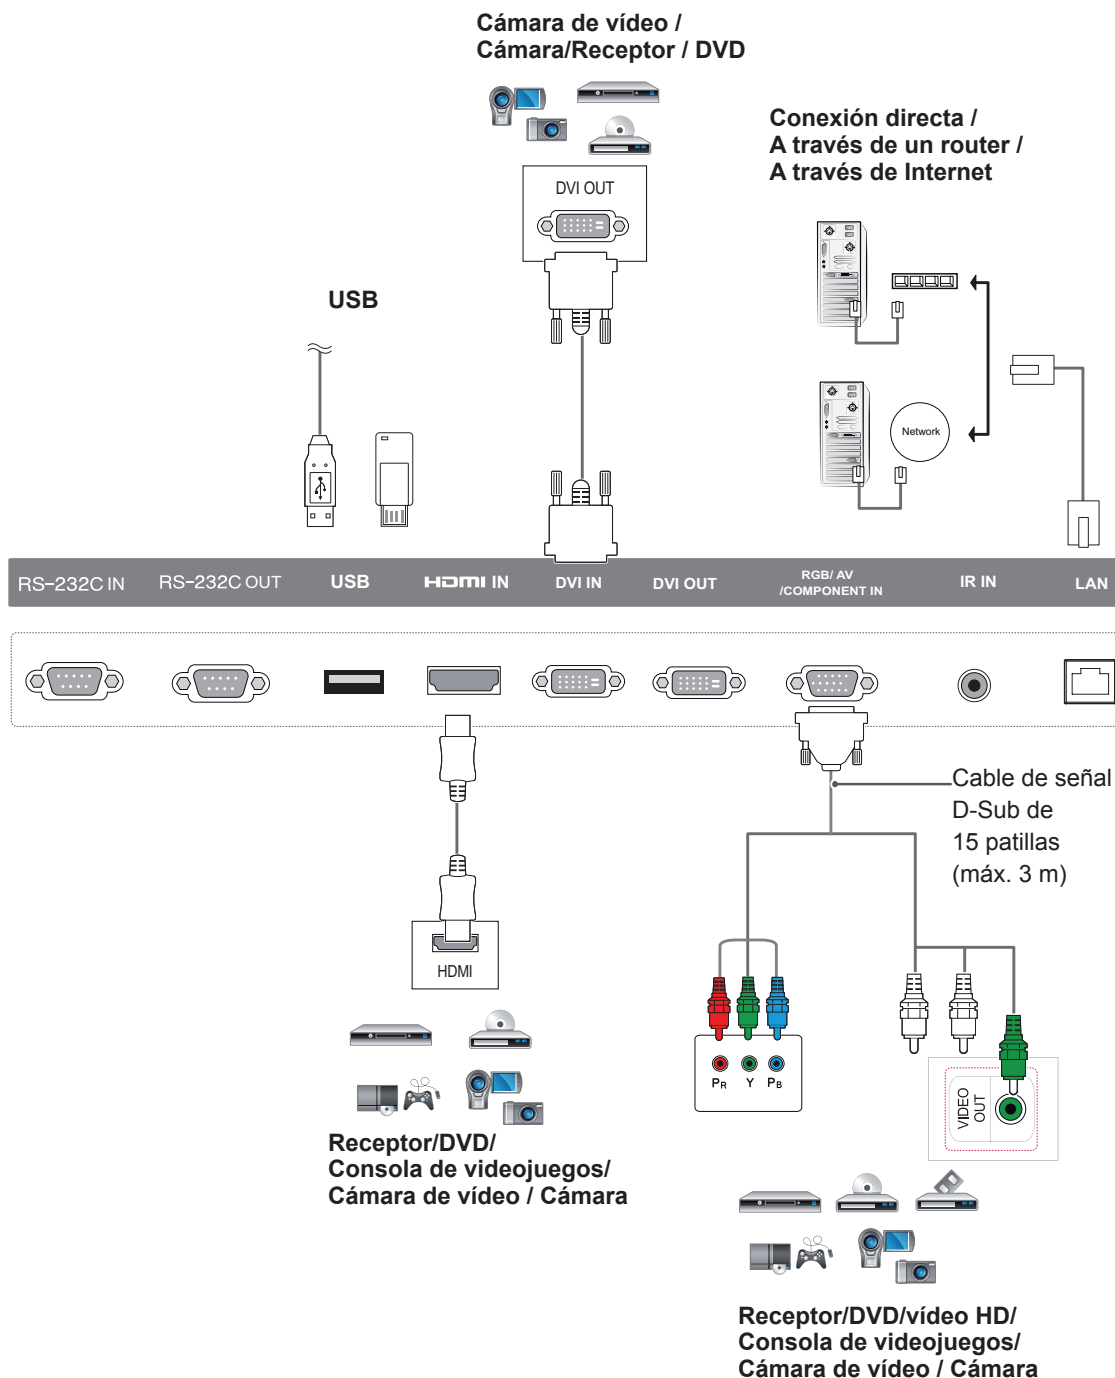 Cámara de vídeo /
Cámara/Receptor / DVD
DVI OUT
Conexión directa /
A través de un router /
A través de Internet
USB
Network
RS-232C IN
RS-232C OUT
USB
HDMI IN
DVI IN
DVI OUT
RGB/ AV
/COMPONENT IN
IR IN
LAN
Cable de señal
D-Sub de
15 patillas
(máx. 3 m)
HDMI
PR Y PB
VIDEO
OUT
Receptor/DVD/
Consola de videojuegos/
Cámara de vídeo / Cámara
Receptor/DVD/vídeo HD/
Consola de videojuegos/
Cámara de vídeo / Cámara